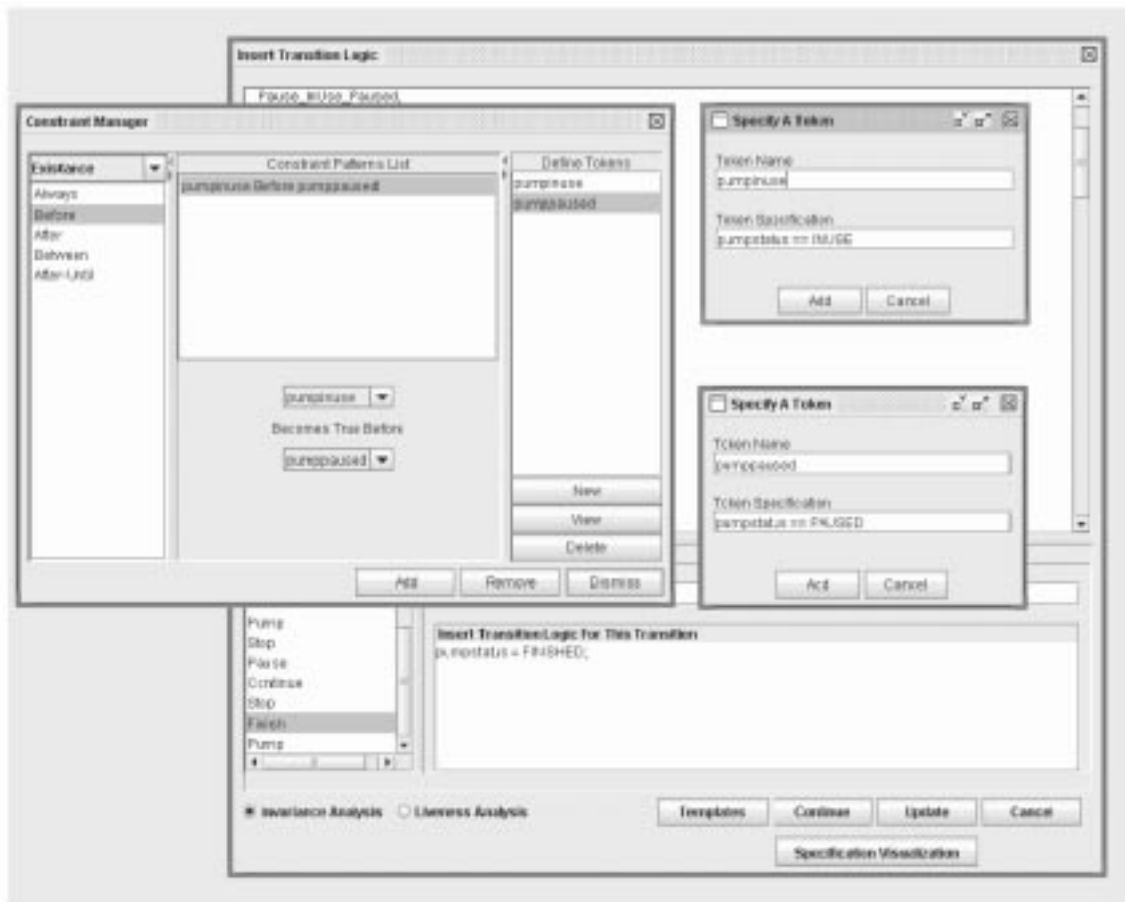 Insert Transition Logic
Pause_INUse_Paused,
Constraint Manager
Existance
Always
Before
After
Between
After-Until
Constraint Patterns List
pumpinuse Before pumppaused
pumpinuse
Becomes True Before
pumppaused
Define Tokens
pumpinuse
pumppaused
New
View
Delete
Add
Remove
Dismiss
Specify A Token
Token Name
pumpinuse
Token Specification
pumpstatus == INUSE
Add
Cancel
Specify A Token
Token Name
pumppaused
Token Specification
pumpstatus == PAUSED
Add
Cancel
Pump
Stop
Pause
Continue
Stop
Finish
Pump
Insert Transition Logic For This Transition
pumpstatus = FINISHED;
Invariance Analysis
Liveness Analysis
Templates
Continue
Update
Cancel
Specification Visualization